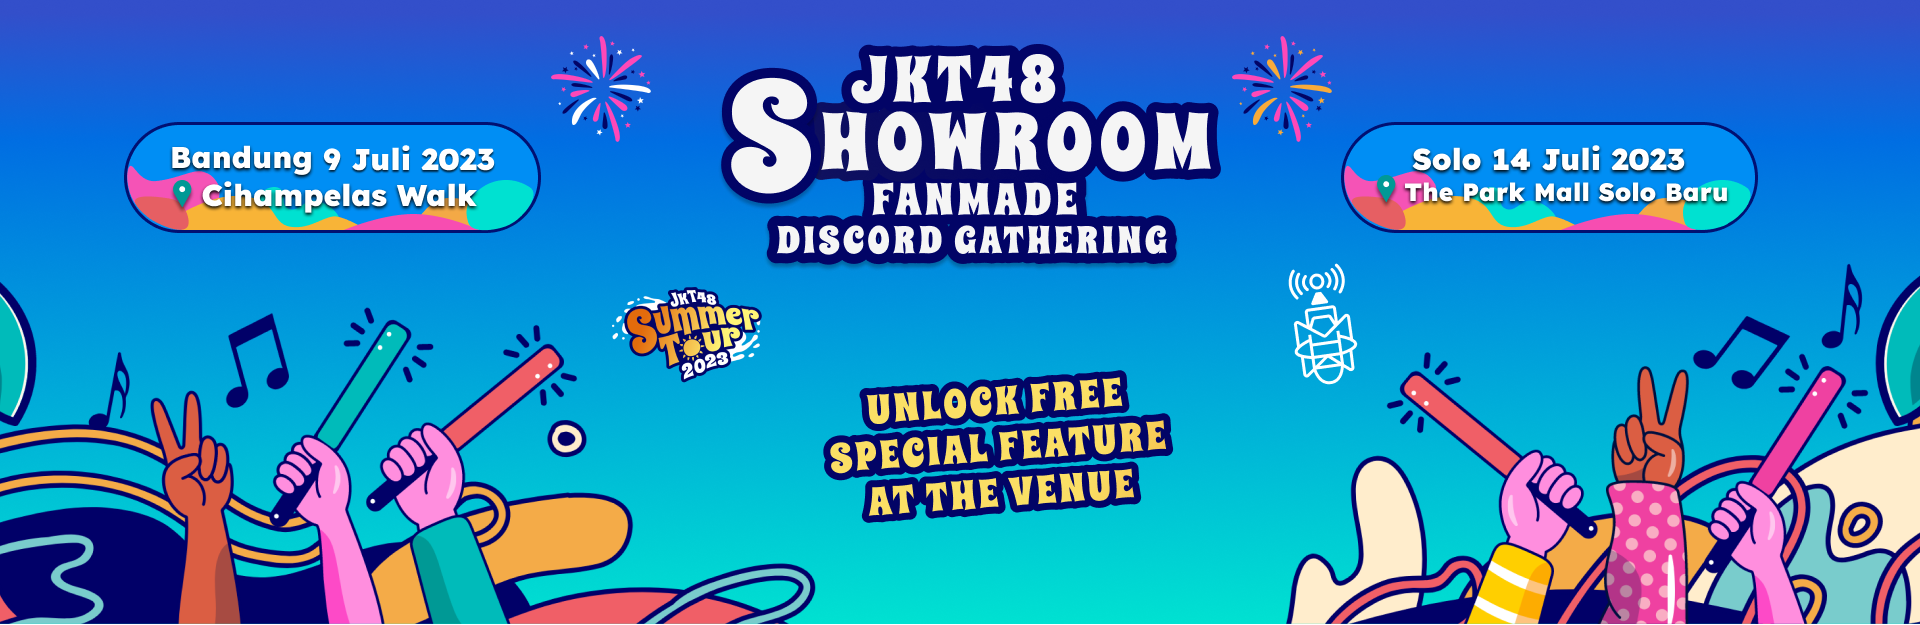 JKT48
SHOWROOM
FANMADE
DISCORD GATHERING
Bandung 9 Juli 2023
Cihampelas Walk
Solo 14 Juli 2023
The Park Mall Solo Baru
JKT48
Summer
Tour
2023
UNLOCK FREE
SPECIAL FEATURE
AT THE VENUE